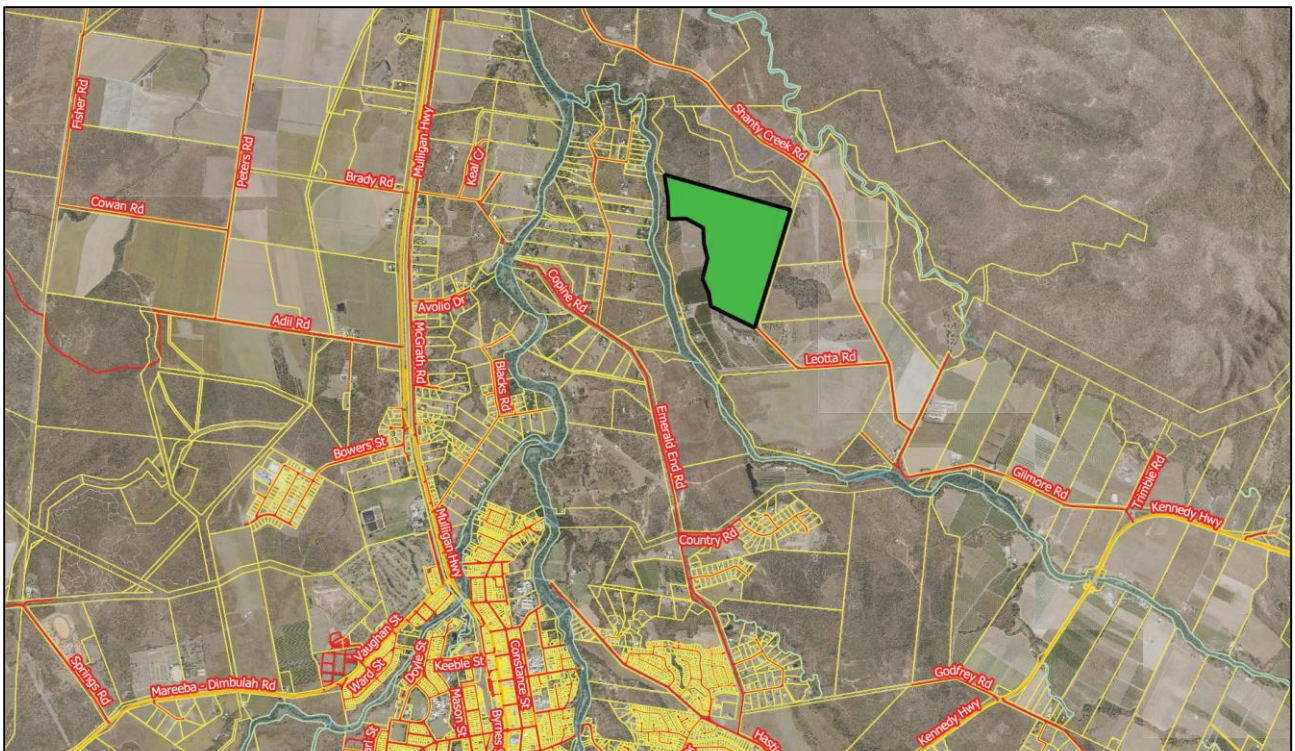 Fisher Rd
Peters Rd
Mulligan Hwy
Keal Cl
Brady Rd
Cowan Rd
Shanty Creek Rd
Copine Rd
Avolio Dr
Adil Rd
McGrath Rd
Blacks Rd
Leotta Rd
Emerald End Rd
Bowers St
Gilmore Rd
Trimble Rd
Kennedy Hwy
Mulligan Hwy
Country Rd
Vaughan St
Ward St
Doyle St
Keeble St
Constance St
Springs Rd
Mareeba - Dimbulah Rd
Mason St
Byrnes
Godfrey Rd
Kennedy Hwy